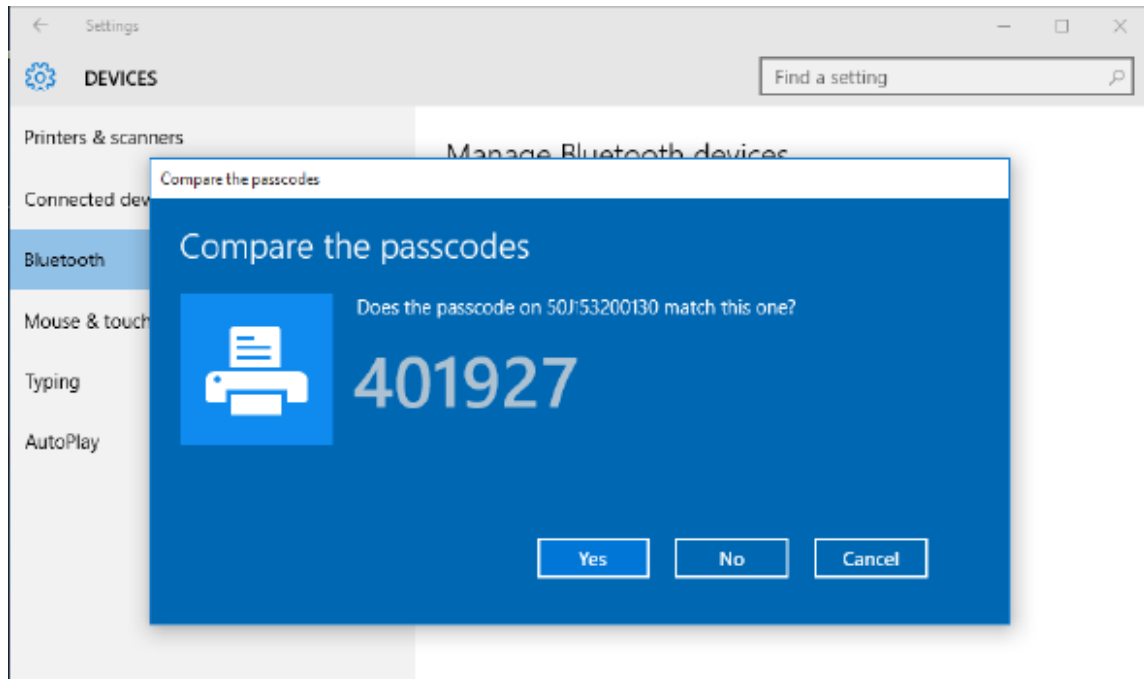 Settings
DEVICES
Find a setting
Printers & scanners
Manage Bluetooth devices
Connected dev
Bluetooth
Mouse & touch
Typing
AutoPlay
Compare the passcodes
Compare the passcodes
Does the passcode on 50J153200130 match this one?
401927
Yes
No
Cancel